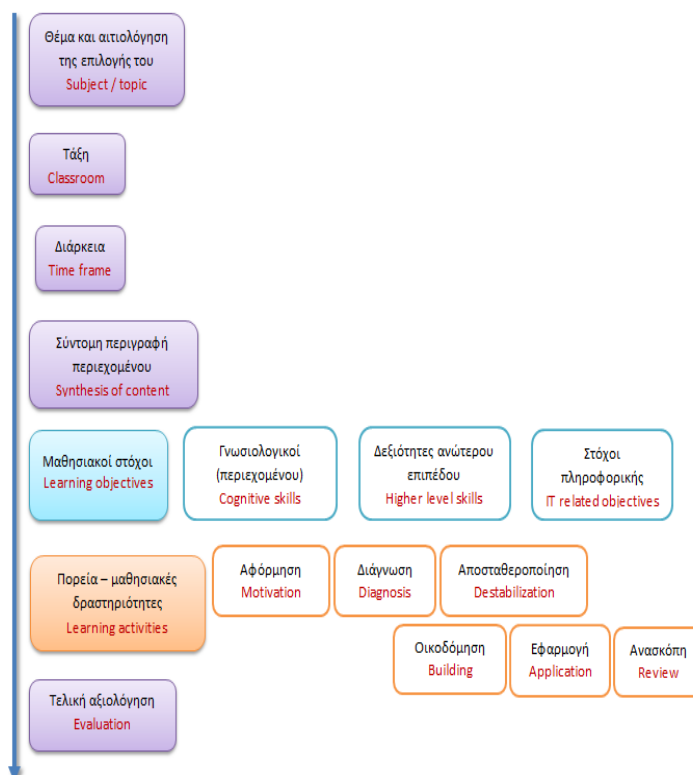 Θέμα και αιτιολόγηση
της επιλογής του
Subject / topic
Τάξη
Classroom
Διάρκεια
Time frame
Σύντομη περιγραφή
περιεχομένου
Synthesis of content
Μαθησιακοί στόχοι
Learning objectives
Γνωσιολογικοί
(περιεχομένου)
Cognitive skills
Δεξιότητες ανώτερου
επιπέδου
Higher level skills
Στόχοι
πληροφορικής
IT related objectives
Πορεία – μαθησιακές
δραστηριότητες
Learning activities
Αφόρμηση
Motivation
Διάγνωση
Diagnosis
Αποσταθεροποίηση
Destabilization
Οικοδόμηση
Building
Εφαρμογή
Application
Ανασκόπη
Review
Τελική αξιολόγηση
Evaluation